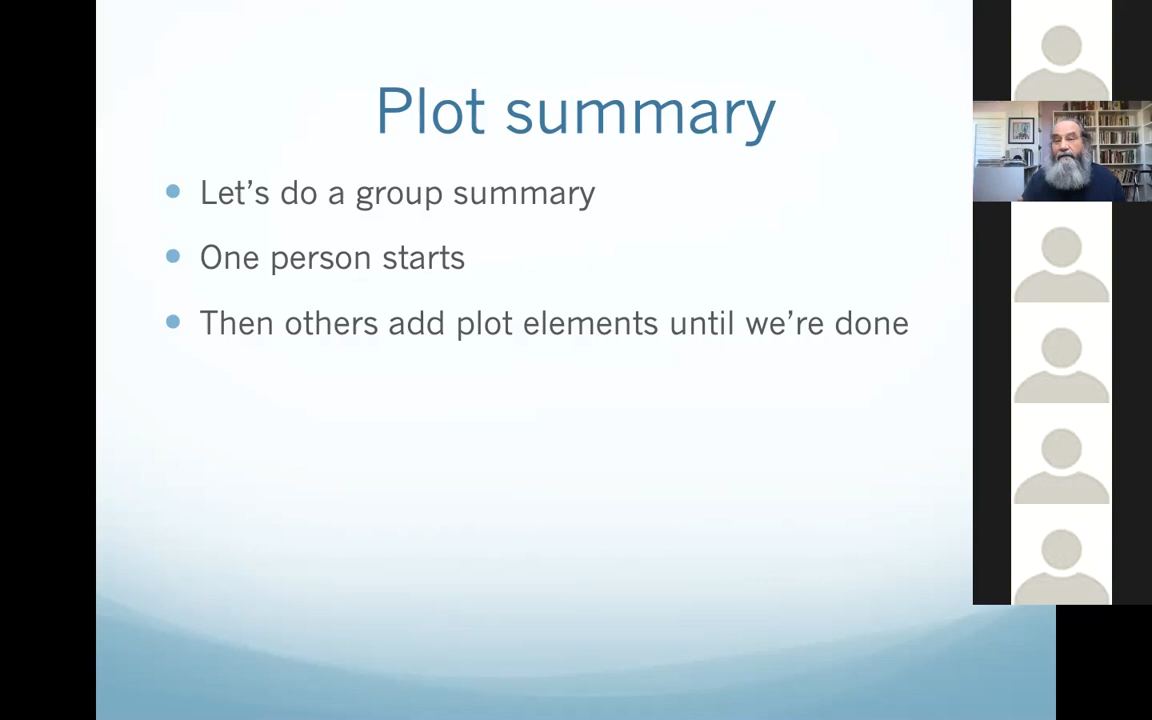 Plot summary
Let's do a group summary
One person starts
Then others add plot elements until we're done